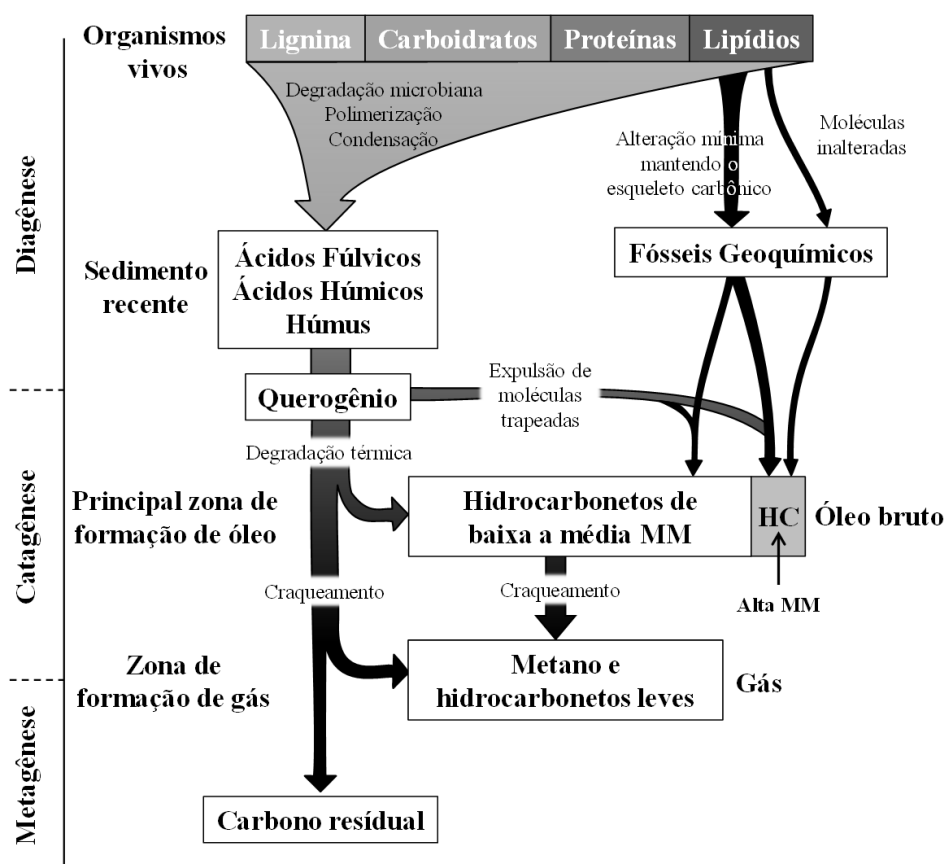 Organismos
vivos
Lignina
Carboidratos
Proteínas
Lipídios
Degradação microbiana
Polimerização
Condensação
Alteração mínima
mantendo o
esqueleto carbônico
Moléculas
inalteradas
Diagênese
Sedimento
recente
Ácidos Fúlvicos
Ácidos Húmicos
Húmus
Fósseis Geoquímicos
Querogênio
Expulsão de
moléculas
trapeadas
Degradação térmica
Catagênese
Principal zona de
formação de óleo
Hidrocarbonetos de
baixa a média MM
HC
Óleo bruto
Alta MM
Craqueamento
Craqueamento
Zona de
formação de gás
Metano e
hidrocarbonetos leves
Gás
Metagênese
Carbono resídual